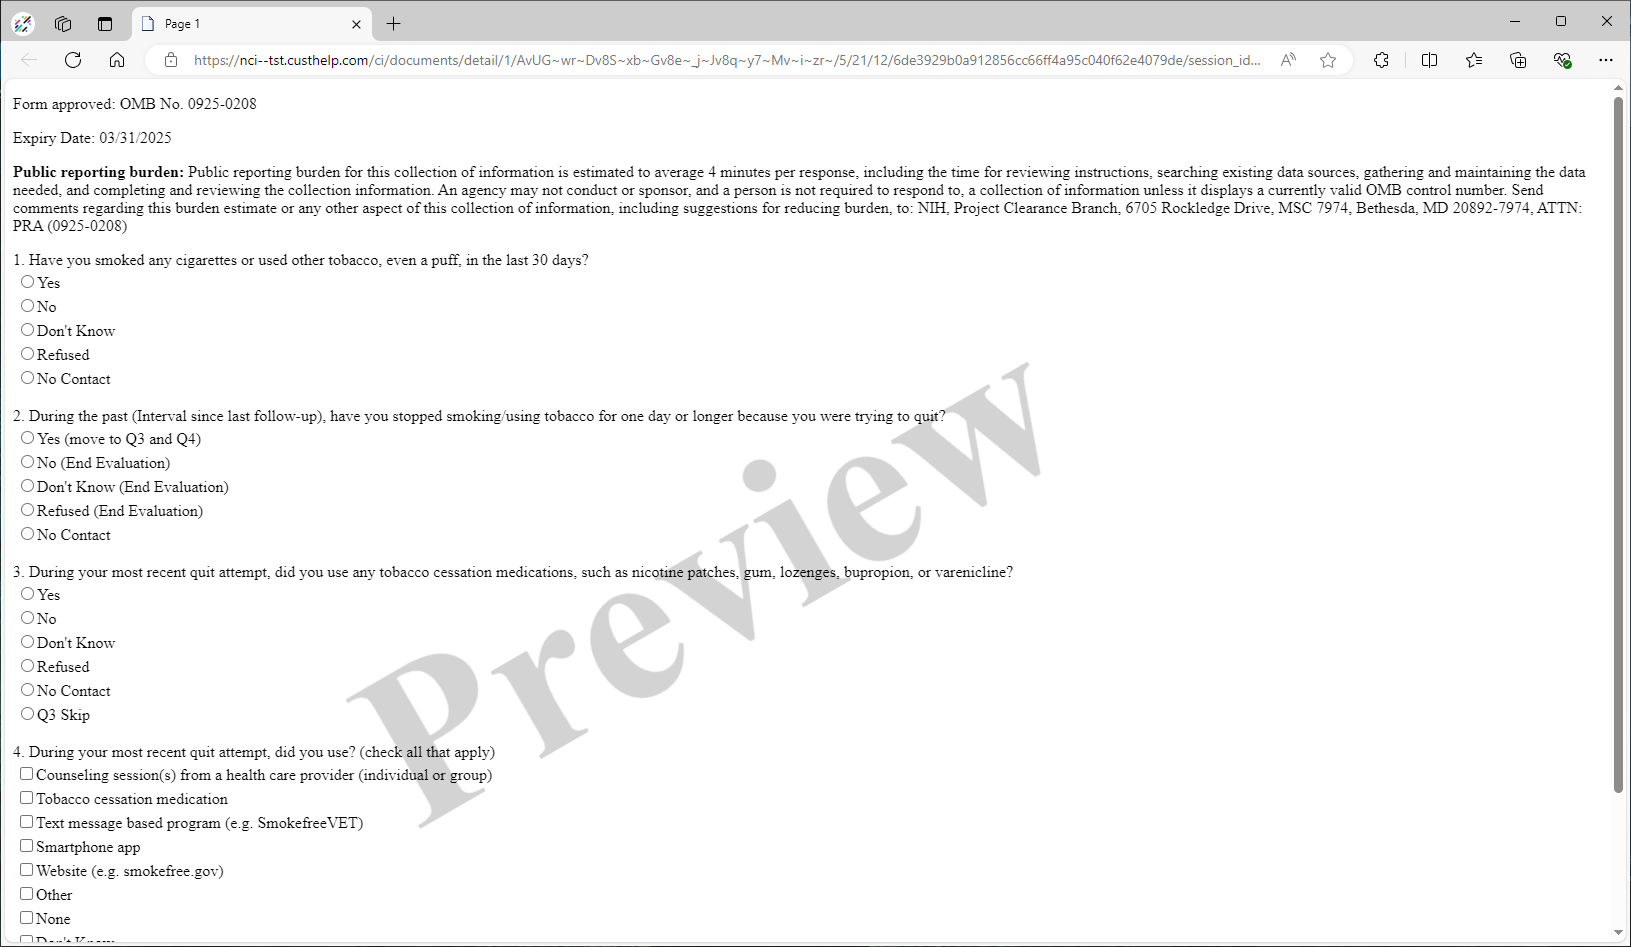 Page 1
https://nci--tst.custhelp.com/ci/documents/detail/1/AvUG~wr~Dv8S~xb~Gv8e~_j~Jv8q~y7~Mv~i~zr~/5/21/12/6de3929b0a912856cc66ff4a95c040f62e4079de/session_id...
Form approved: OMB No. 0925-0208
Expiry Date: 03/31/2025
Public reporting burden: Public reporting burden for this collection of information is estimated to average 4 minutes per response, including the time for reviewing instructions, searching existing data sources, gathering and maintaining the data
needed, and completing and reviewing the collection information. An agency may not conduct or sponsor, and a person is not required to respond to, a collection of information unless it displays a currently valid OMB control number. Send
comments regarding this burden estimate or any other aspect of this collection of information, including suggestions for reducing burden, to: NIH, Project Clearance Branch, 6705 Rockledge Drive, MSC 7974, Bethesda, MD 20892-7974, ATTN:
PRA (0925-0208)
1. Have you smoked any cigarettes or used other tobacco, even a puff, in the last 30 days?
Yes
No
Don't Know
Refused
No Contact
2. During the past (Interval since last follow-up), have you stopped smoking/using tobacco for one day or longer because you were trying to quit?
Yes (move to Q3 and Q4)
No (End Evaluation)
Don't Know (End Evaluation)
Refused (End Evaluation)
No Contact
3. During your most recent quit attempt, did you use any tobacco cessation medications, such as nicotine patches, gum, lozenges, bupropion, or varenicline?
Yes
No
Don't Know
Refused
No Contact
Q3 Skip
4. During your most recent quit attempt, did you use? (check all that apply)
Counseling session(s) from a health care provider (individual or group)
Tobacco cessation medication
Text message based program (e.g. SmokefreeVET)
Smartphone app
Website (e.g. smokefree.gov)
Other
None
Don't Know
Preview